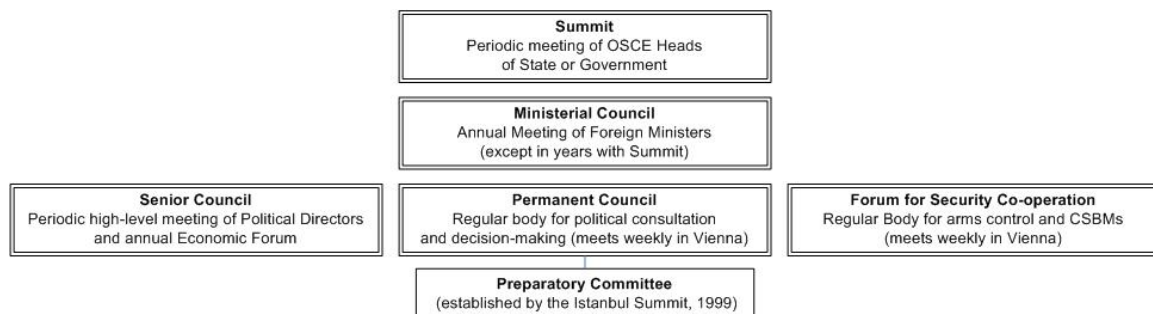 Summit
Periodic meeting of OSCE Heads
of State or Government
Ministerial Council
Annual Meeting of Foreign Ministers
(except in years with Summit)
Senior Council
Periodic high-level meeting of Political Directors
and annual Economic Forum
Permanent Council
Regular body for political consultation
and decision-making (meets weekly in Vienna)
Forum for Security Co-operation
Regular Body for arms control and CSBMs
(meets weekly in Vienna)
Preparatory Committee
(established by the Istanbul Summit, 1999)